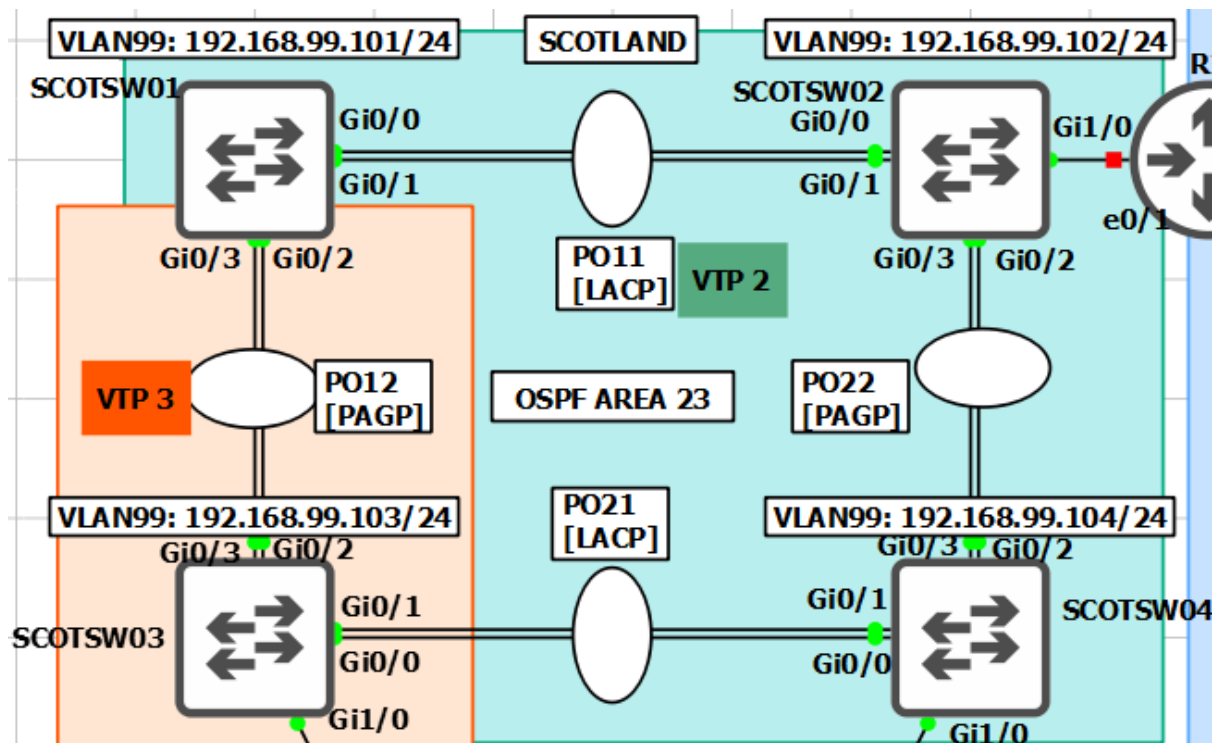 VLAN99: 192.168.99.101/24
SCOTLAND
VLAN99: 192.168.99.102/24
SCOTSW01
SCOTSW02
Gi0/0
Gi0/1
Gi0/0
Gi0/1
Gi1/0
e0/1
Gi0/3
Gi0/2
PO11
[LACP]
VTP 2
Gi0/3
Gi0/2
VTP 3
PO12
[PAGP]
OSPF AREA 23
PO22
[PAGP]
VLAN99: 192.168.99.103/24
PO21
[LACP]
VLAN99: 192.168.99.104/24
Gi0/3
Gi0/2
Gi0/3
Gi0/2
SCOTSW03
Gi0/1
Gi0/0
Gi0/1
Gi0/0
SCOTSW04
Gi1/0
Gi1/0